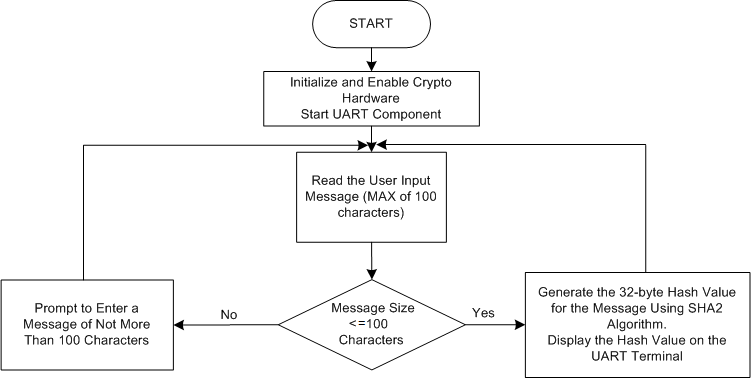 START
Initialize and Enable Crypto
Hardware
Start UART Component
Read the User Input
Message (MAX of 100
characters)
Prompt to Enter a
Message of Not More
Than 100 Characters
No
Message Size
<=100
Characters
Yes
Generate the 32-byte Hash Value
for the Message Using SHA2
Algorithm.
Display the Hash Value on the
UART Terminal